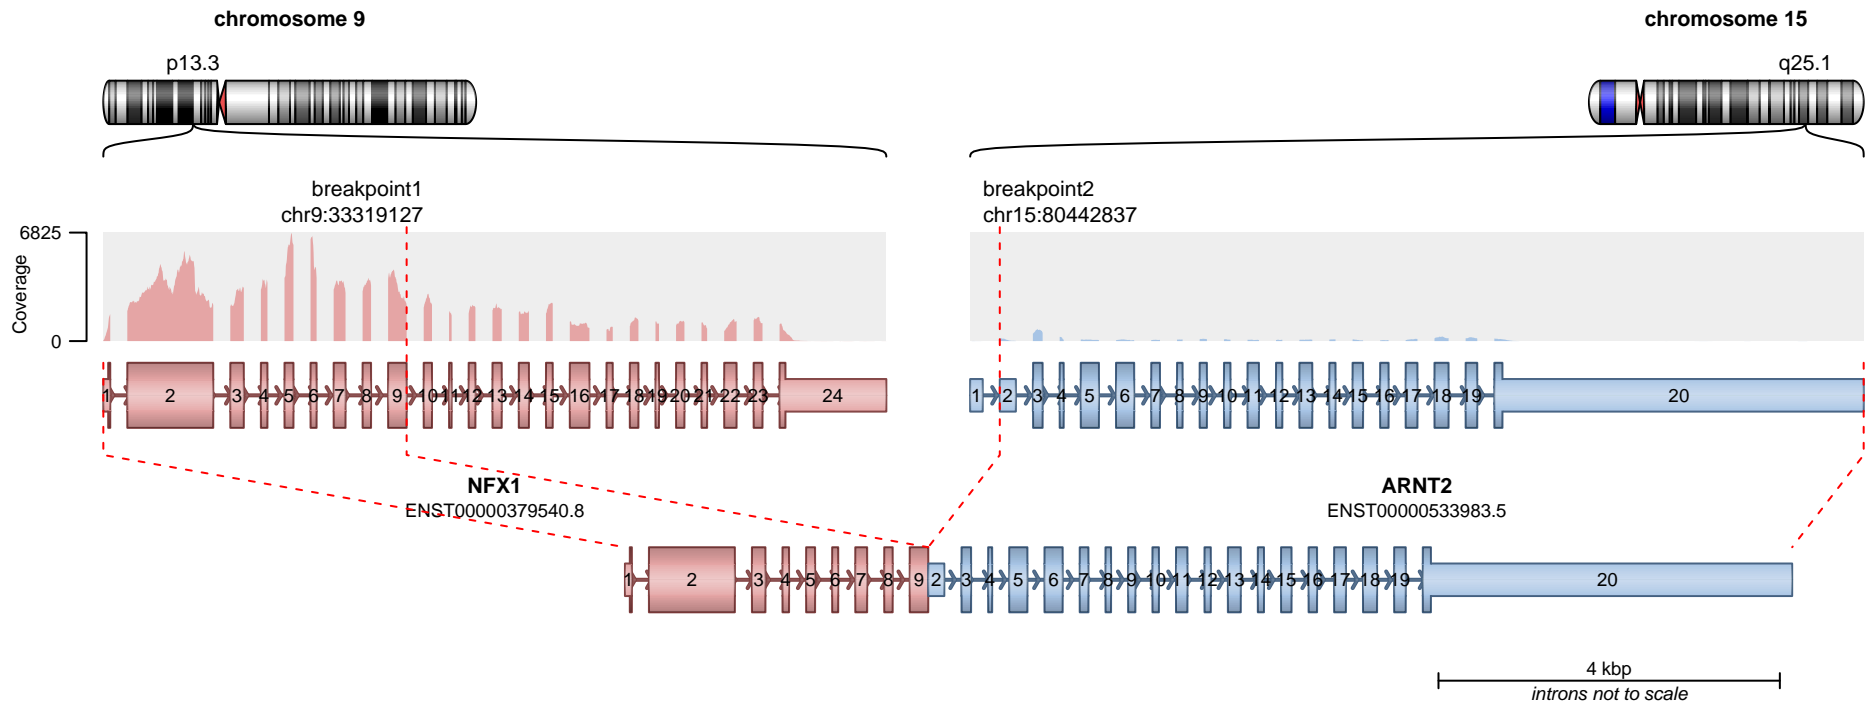 chromosome 9
chromosome 15
p13.3
q25.1
breakpoint1
chr9:33319127
breakpoint2
chr15:80442837
6825
Coverage
0
1 2 3 4 5 6 7 8 9 10 11 12 13 14 15 16 17 18 19 20 21 22 23 24
1 2 3 4 5 6 7 8 9 10 11 12 13 14 15 16 17 18 19 20
NFX1
ENST00000379540.8
ARNT2
ENST00000533983.5
1 2 3 4 5 6 7 8 9 2 3 4 5 6 7 8 9 10 11 12 13 14 15 16 17 18 19 20
4 kbp
introns not to scale